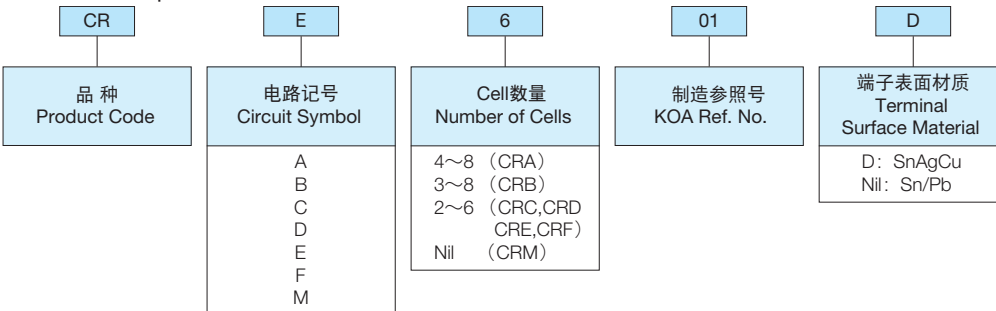 CR
E
6
01
D
品 种
Product Code
电路记号
Circuit Symbol
Cell数量
Number of Cells
制造参照号
KOA Ref. No.
端子表面材质
Terminal
Surface Material
A
B
C
D
E
F
M
4～8 （CRA）
3～8 （CRB）
2～6 （CRC,CRD
CRE,CRF）
Nil （CRM）
D：SnAgCu
Nil：Sn/Pb